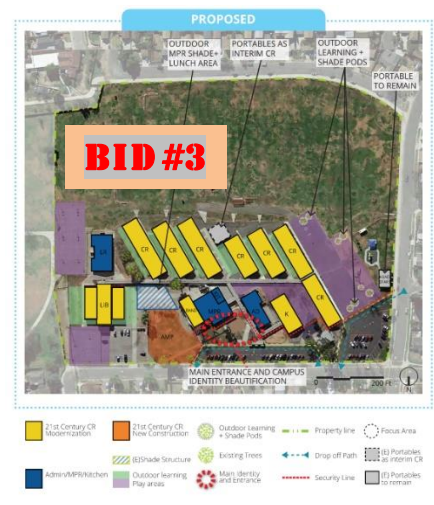 PROPOSED
OUTDOOR
MPR SHADE+
LUNCH AREA
PORTABLES AS
INTERIM CR
OUTDOOR
LEARNING +
SHADE PODS
PORTABLE
TO REMAIN
BID #3
CR
CR
CR
CR
CR
CR
CR
LIB
K
MAIN ENTRANCE AND CAMPUS
IDENTITY BEAUTIFICATION
0
200 FT
N
21st Century CR
Modernization
21st Century CR
New Construction
Outdoor Learning
+ Shade Pods
Property line
Focus Area
(E)Shade Structure
Existing Trees
Drop off Path
(E) Portables
as interim CR
Admin/MPR/Kitchen
Outdoor learning
Play areas
Main Identity
and Entrance
Security Line
(E) Portables
to remain